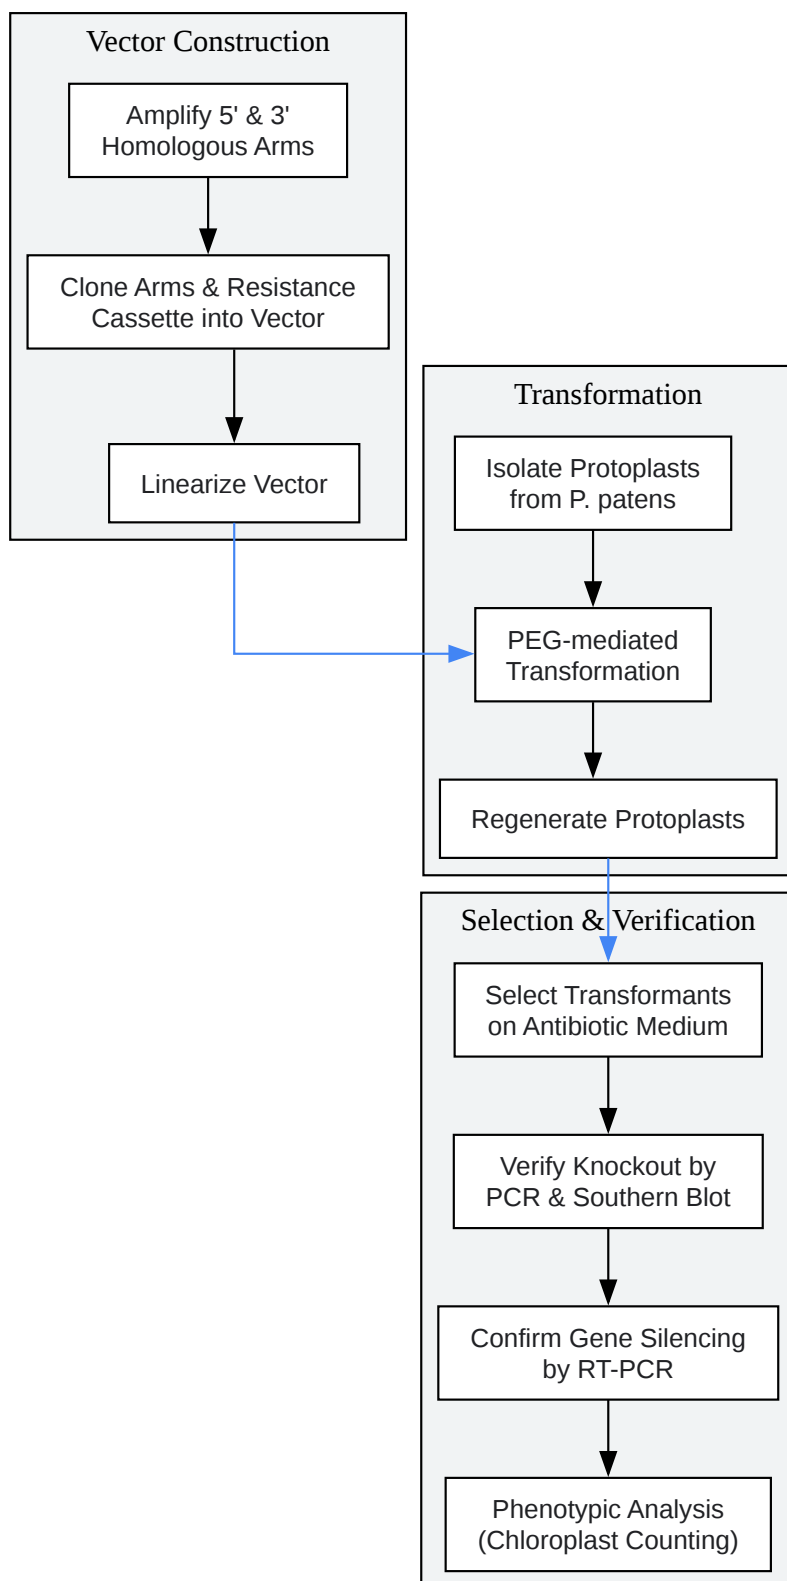 Vector Construction
Amplify 5' & 3'
Homologous Arms
Clone Arms & Resistance
Cassette into Vector
Linearize Vector
Transformation
Isolate Protoplasts
from P. patens
PEG-mediated
Transformation
Regenerate Protoplasts
Selection & Verification
Select Transformants
on Antibiotic Medium
Verify Knockout by
PCR & Southern Blot
Confirm Gene Silencing
by RT-PCR
Phenotypic Analysis
(Chloroplast Counting)